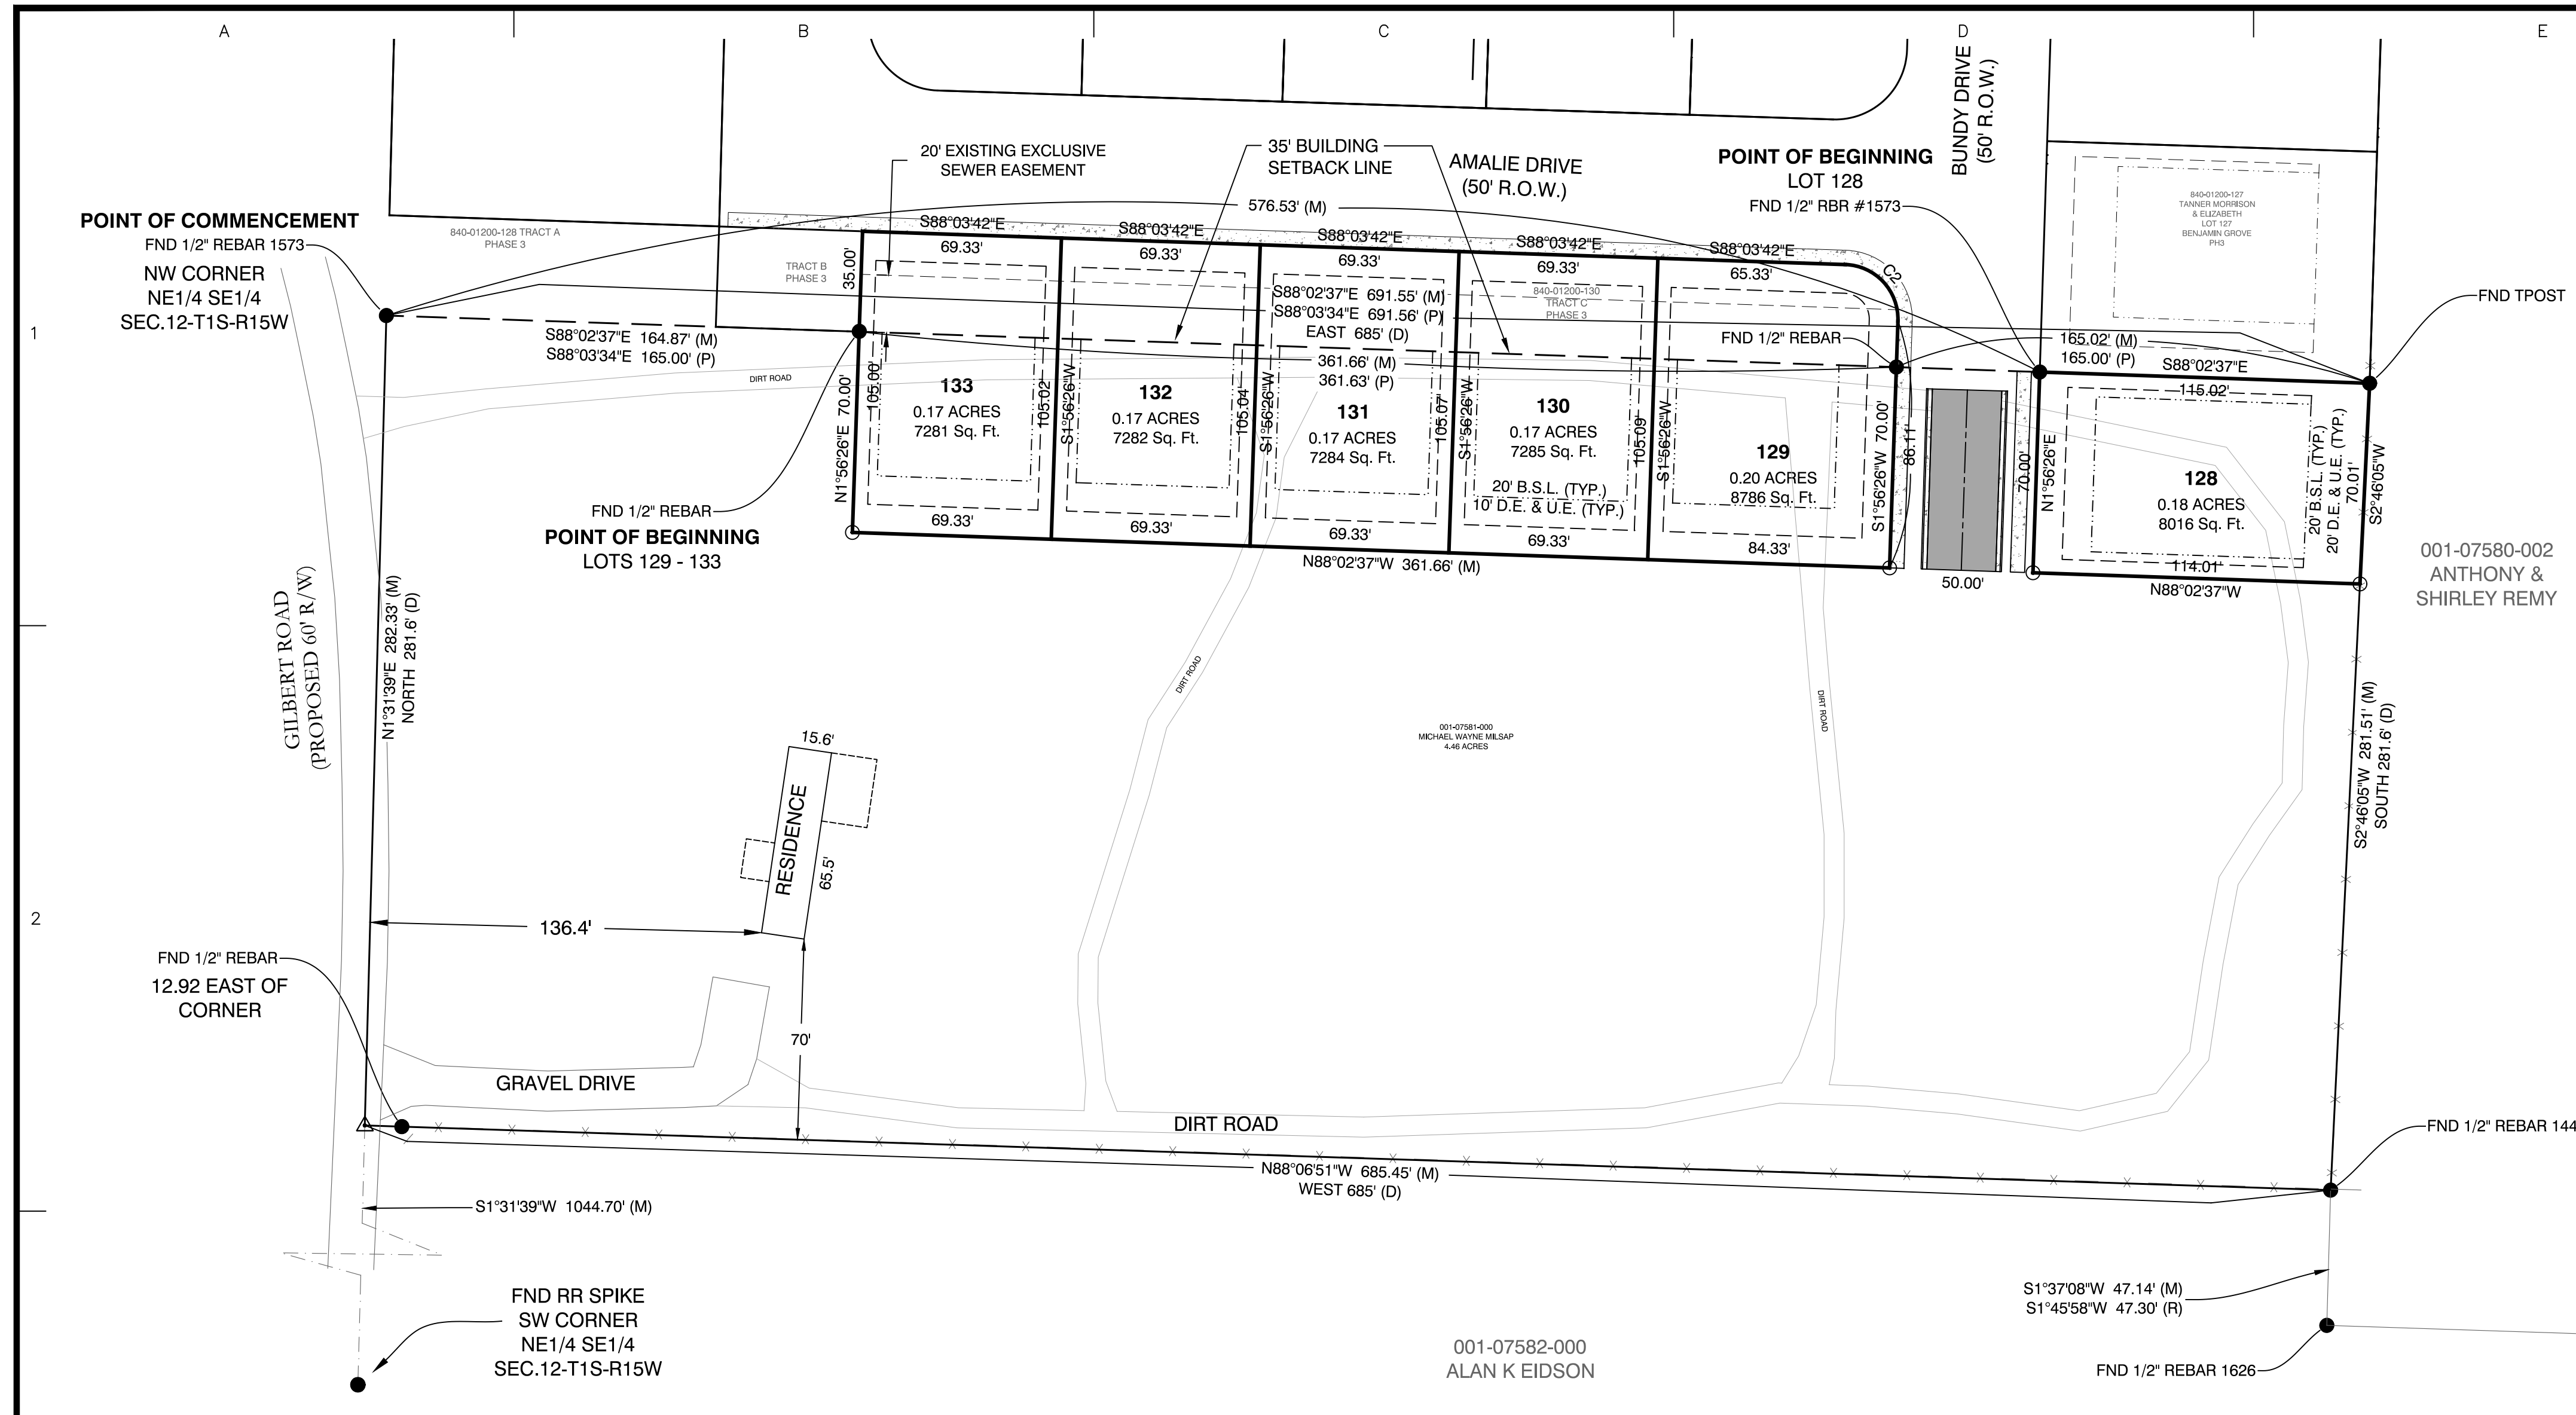 A
B
C
D
E
1
2
BUNDY DRIVE
(50' R.O.W.)
20' EXISTING EXCLUSIVE
SEWER EASEMENT
35' BUILDING
SETBACK LINE
AMALIE DRIVE
(50' R.O.W.)
POINT OF BEGINNING
LOT 128
FND 1/2" RBR #1573
840-01200-127
TANNER MORRISON
& ELIZABETH
LOT 127
BENJAMIN GROVE
PH3
POINT OF COMMENCEMENT
FND 1/2" REBAR 1573
NW CORNER
NE1/4 SE1/4
SEC.12-T1S-R15W
840-01200-128 TRACT A
PHASE 3
TRACT B
PHASE 3
576.53' (M)
S88°03'42"E
69.33'
S88°03'42"E
69.33'
S88°03'42"E
69.33'
S88°03'42"E
69.33'
S88°03'42"E
65.33'
C2
35.00'
840-01200-130
TRACT C
PHASE 3
S88°02'37"E 691.55' (M)
S88°03'34"E 691.56' (P)
EAST 685' (D)
FND TPOST
S88°02'37"E 164.87' (M)
S88°03'34"E 165.00' (P)
FND 1/2" REBAR
165.02' (M)
165.00' (P)
S88°02'37"E
361.66' (M)
361.63' (P)
DIRT ROAD
N1°56'26"E 70.00'
105.00'
133
0.17 ACRES
7281 Sq. Ft.
105.02'
S1°56'26"W
132
0.17 ACRES
7282 Sq. Ft.
105.04'
S1°56'26"W
131
0.17 ACRES
7284 Sq. Ft.
105.07'
S1°56'26"W
130
0.17 ACRES
7285 Sq. Ft.
20' B.S.L. (TYP.)
10' D.E. & U.E. (TYP.)
105.09'
S1°56'26"W
129
0.20 ACRES
8786 Sq. Ft.
S1°56'26"W 70.00'
86.11'
70.00'
N1°56'26"E
115.02'
128
0.18 ACRES
8016 Sq. Ft.
20' B.S.L. (TYP.)
20' D.E. & U.E. (TYP.)
70.01'
S2°46'05"W
FND 1/2" REBAR
POINT OF BEGINNING
LOTS 129 - 133
69.33'
69.33'
69.33'
69.33'
84.33'
N88°02'37"W 361.66' (M)
50.00'
114.01'
N88°02'37"W
001-07580-002
ANTHONY &
SHIRLEY REMY
GILBERT ROAD
(PROPOSED 60' R/W)
N1°31'39"E 282.33' (M)
NORTH 281.6' (D)
DIRT ROAD
DIRT ROAD
001-07581-000
MICHAEL WAYNE MILSAP
4.46 ACRES
S2°46'05"W 281.51' (M)
SOUTH 281.6' (D)
15.6'
RESIDENCE
65.5'
136.4'
70'
FND 1/2" REBAR
12.92 EAST OF
CORNER
GRAVEL DRIVE
DIRT ROAD
FND 1/2" REBAR 144
N88°06'51"W 685.45' (M)
WEST 685' (D)
S1°31'39"W 1044.70' (M)
FND RR SPIKE
SW CORNER
NE1/4 SE1/4
SEC.12-T1S-R15W
S1°37'08"W 47.14' (M)
S1°45'58"W 47.30' (R)
001-07582-000
ALAN K EIDSON
FND 1/2" REBAR 1626